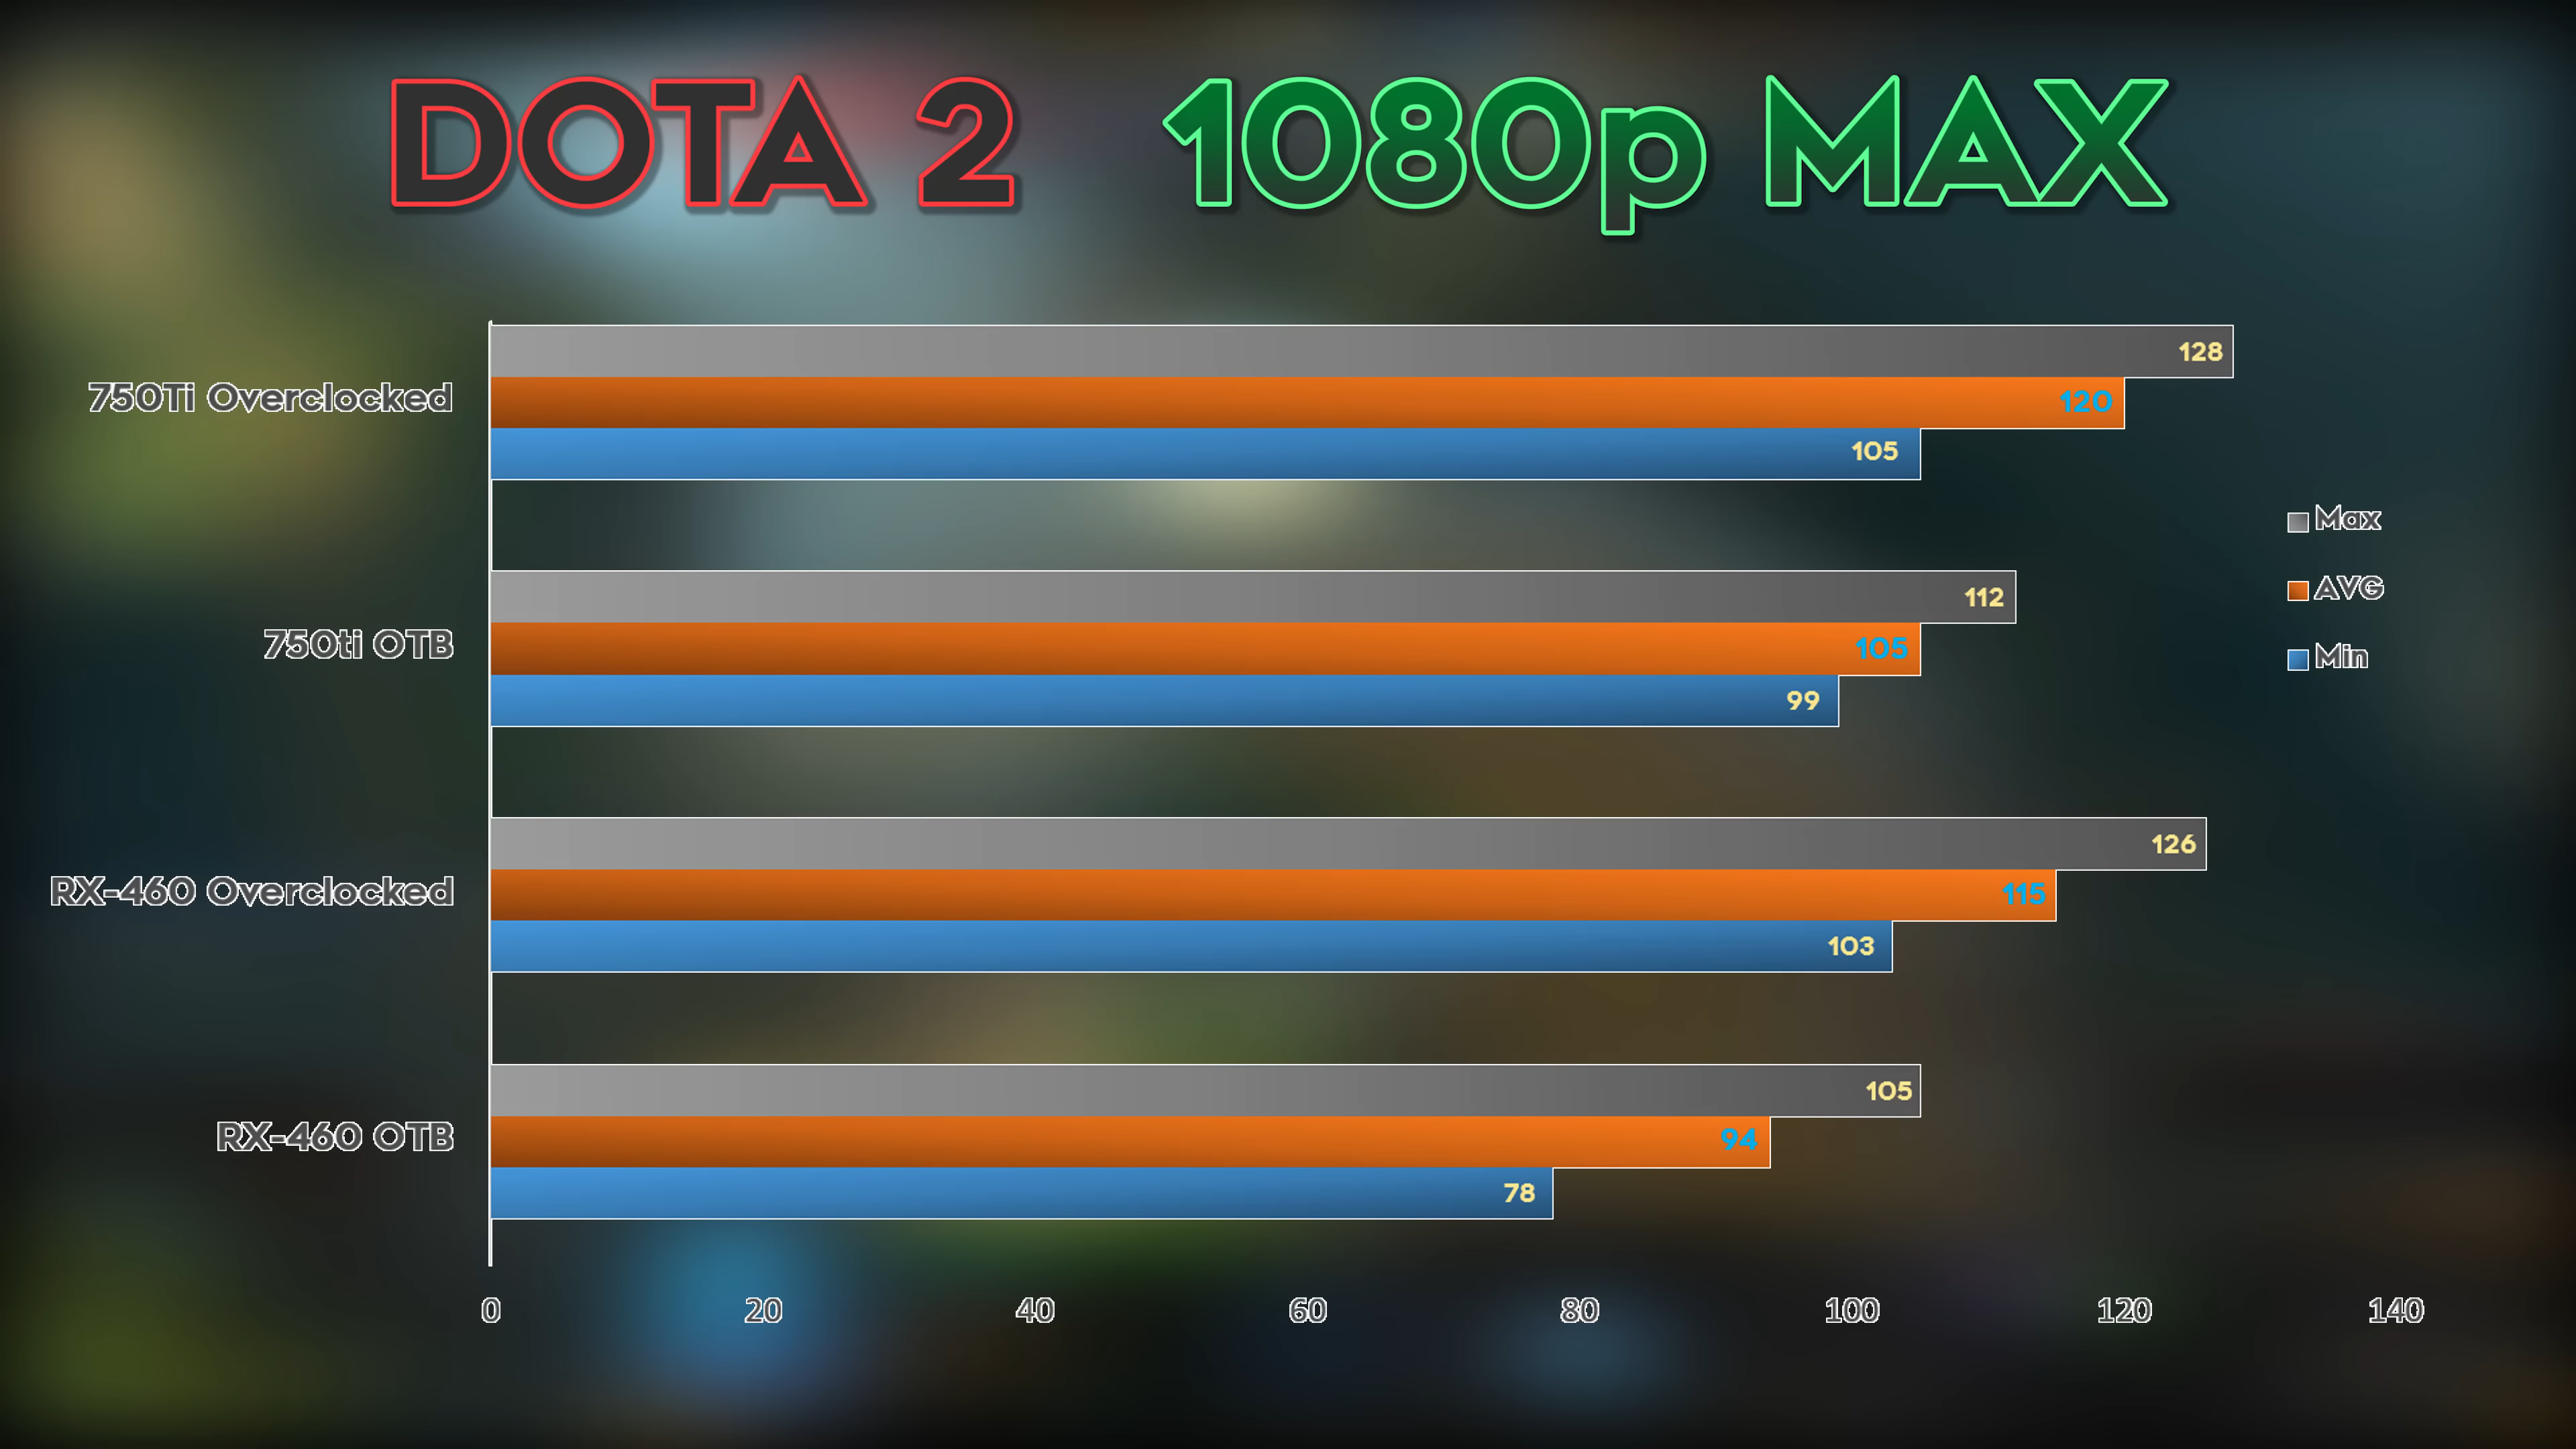 DOTA 2 1080p MAX
750Ti Overclocked
128
120
105
750ti OTB
112
105
99
RX-460 Overclocked
126
115
103
RX-460 OTB
105
94
78
Max
AVG
Min
0 20 40 60 80 100 120 140